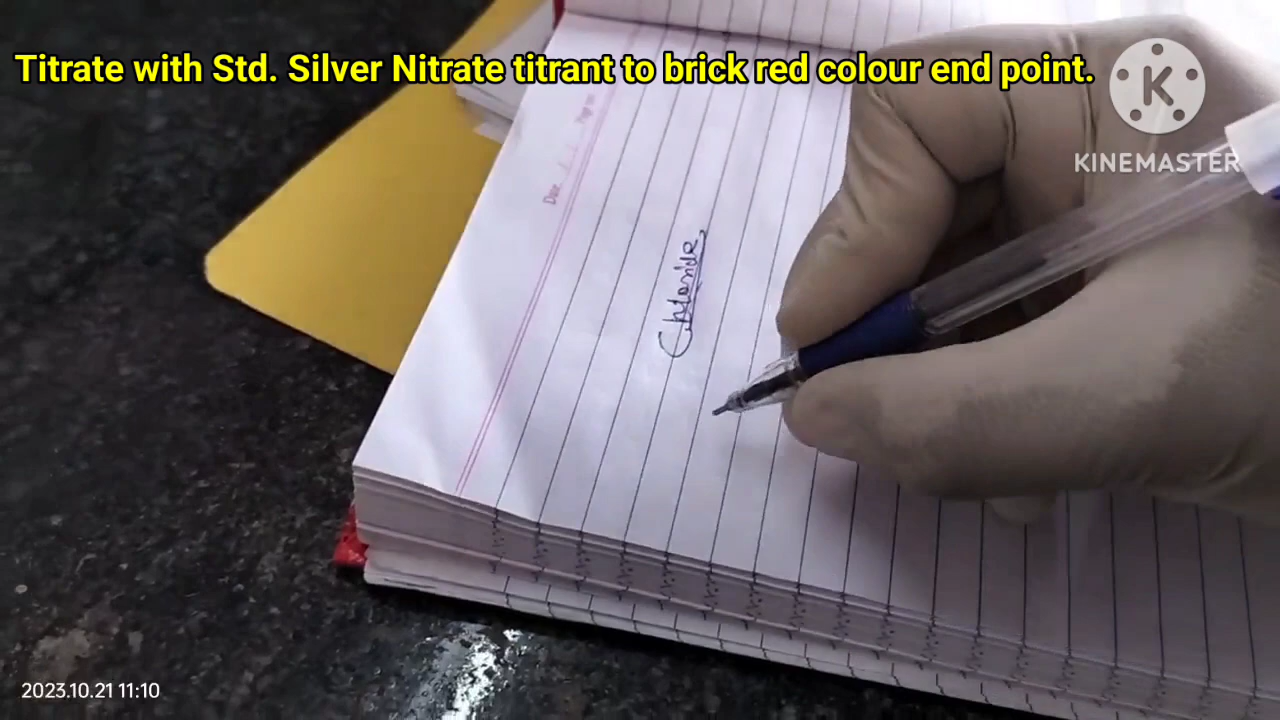 Titrate with Std. Silver Nitrate titrant to brick red colour end point.
K
KINEMASTER
Date
Chloride
2023.10.21 11:10